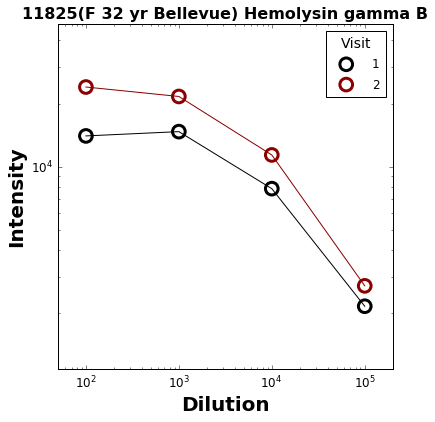 11825(F 32 yr Bellevue) Hemolysin gamma B
Visit
1
2
10^4
Intensity
10^2 10^3 10^4 10^5
Dilution